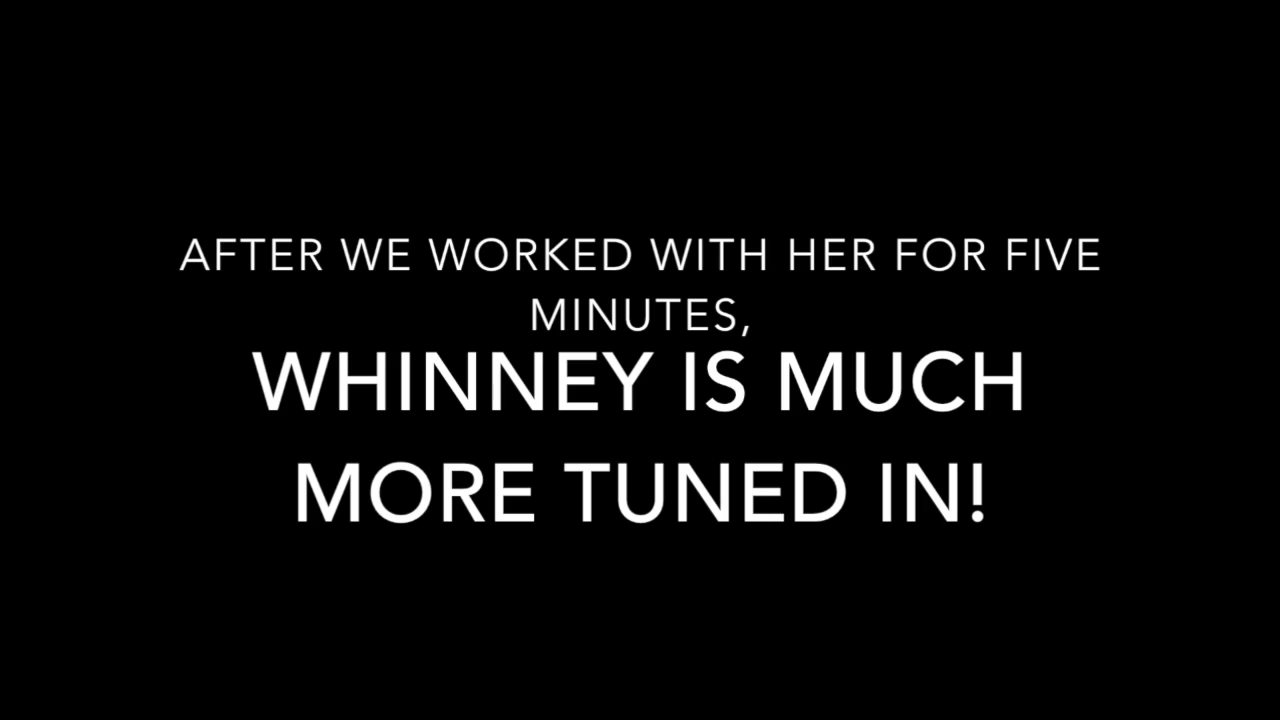 AFTER WE WORKED WITH HER FOR FIVE
MINUTES,
WHINNEY IS MUCH
MORE TUNED IN!